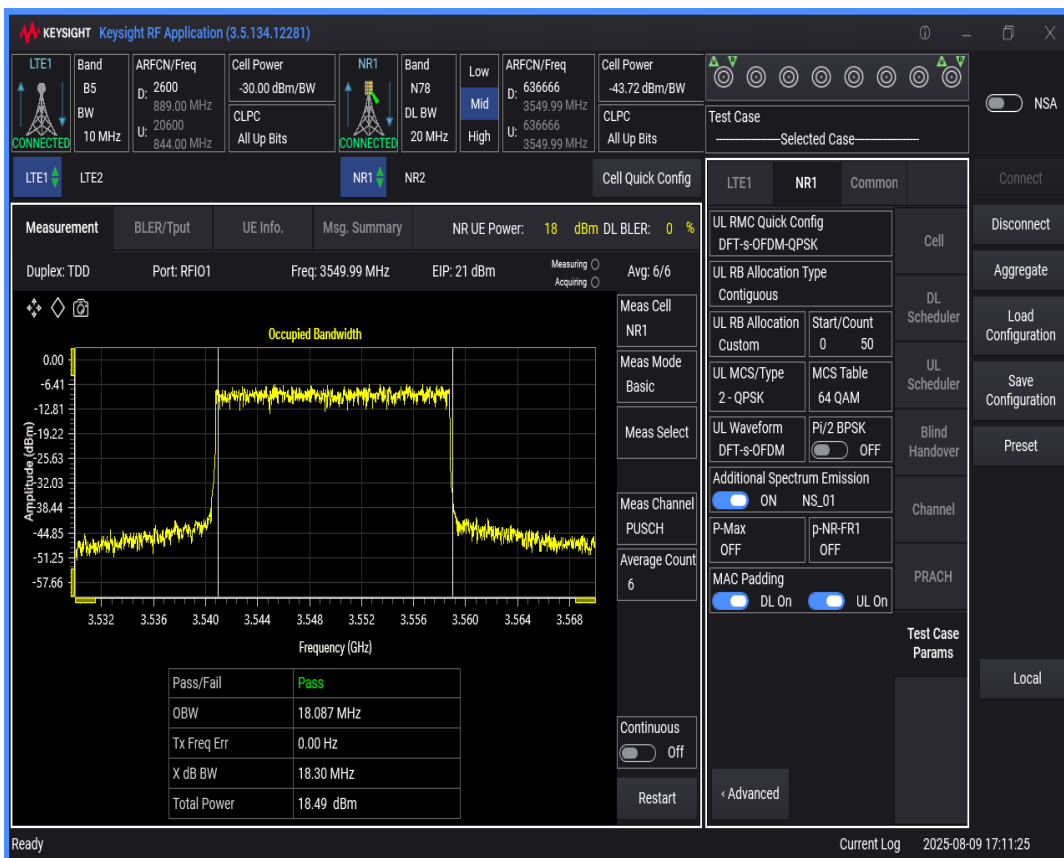 KEYSIGHT Keysight RF Application (3.5.134.12281)
LTE1
CONNECTED
Band
B5
BW
10 MHz
ARFCN/Freq
D: 2600
889.00 MHz
U: 20600
844.00 MHz
Cell Power
-30.00 dBm/BW
CLPC
All Up Bits
NR1
CONNECTED
Band
N78
DL BW
20 MHz
Low
Mid
High
ARFCN/Freq
D: 636666
3549.99 MHz
U: 636666
3549.99 MHz
Cell Power
-43.72 dBm/BW
CLPC
All Up Bits
Test Case
----------------Selected Case----------------
NSA
LTE1 LTE2
NR1 NR2
Cell Quick Config
Measurement BLER/Tput UE Info. Msg. Summary NR UE Power: 18 dBm DL BLER: 0 %
Duplex: TDD Port: RFIO1 Freq: 3549.99 MHz EIP: 21 dBm
Measuring
Acquiring
Avg: 6/6
Occupied Bandwidth
Amplitude (dBm)
0.00
-6.41
-12.81
-19.22
-25.63
-32.03
-38.44
-44.85
-51.25
-57.66
3.532 3.536 3.540 3.544 3.548 3.552 3.556 3.560 3.564 3.568
Frequency (GHz)
Pass/Fail Pass
OBW 18.087 MHz
Tx Freq Err 0.00 Hz
X dB BW 18.30 MHz
Total Power 18.49 dBm
Meas Cell
NR1
Meas Mode
Basic
Meas Select
Meas Channel
PUSCH
Average Count
6
Continuous
Off
Restart
LTE1 NR1 Common
UL RMC Quick Config
DFT-s-OFDM-QPSK
UL RB Allocation Type
Contiguous
UL RB Allocation
Custom
Start/Count
0 50
UL MCS/Type
2 - QPSK
MCS Table
64 QAM
UL Waveform
DFT-s-OFDM
Pi/2 BPSK
OFF
Additional Spectrum Emission
ON NS_01
P-Max
OFF
p-NR-FR1
OFF
MAC Padding
DL On UL On
‹ Advanced
Cell
DL
Scheduler
UL
Scheduler
Blind
Handover
Channel
PRACH
Test Case
Params
Connect
Disconnect
Aggregate
Load
Configuration
Save
Configuration
Preset
Local
Ready
Current Log 2025-08-09 17:11:25